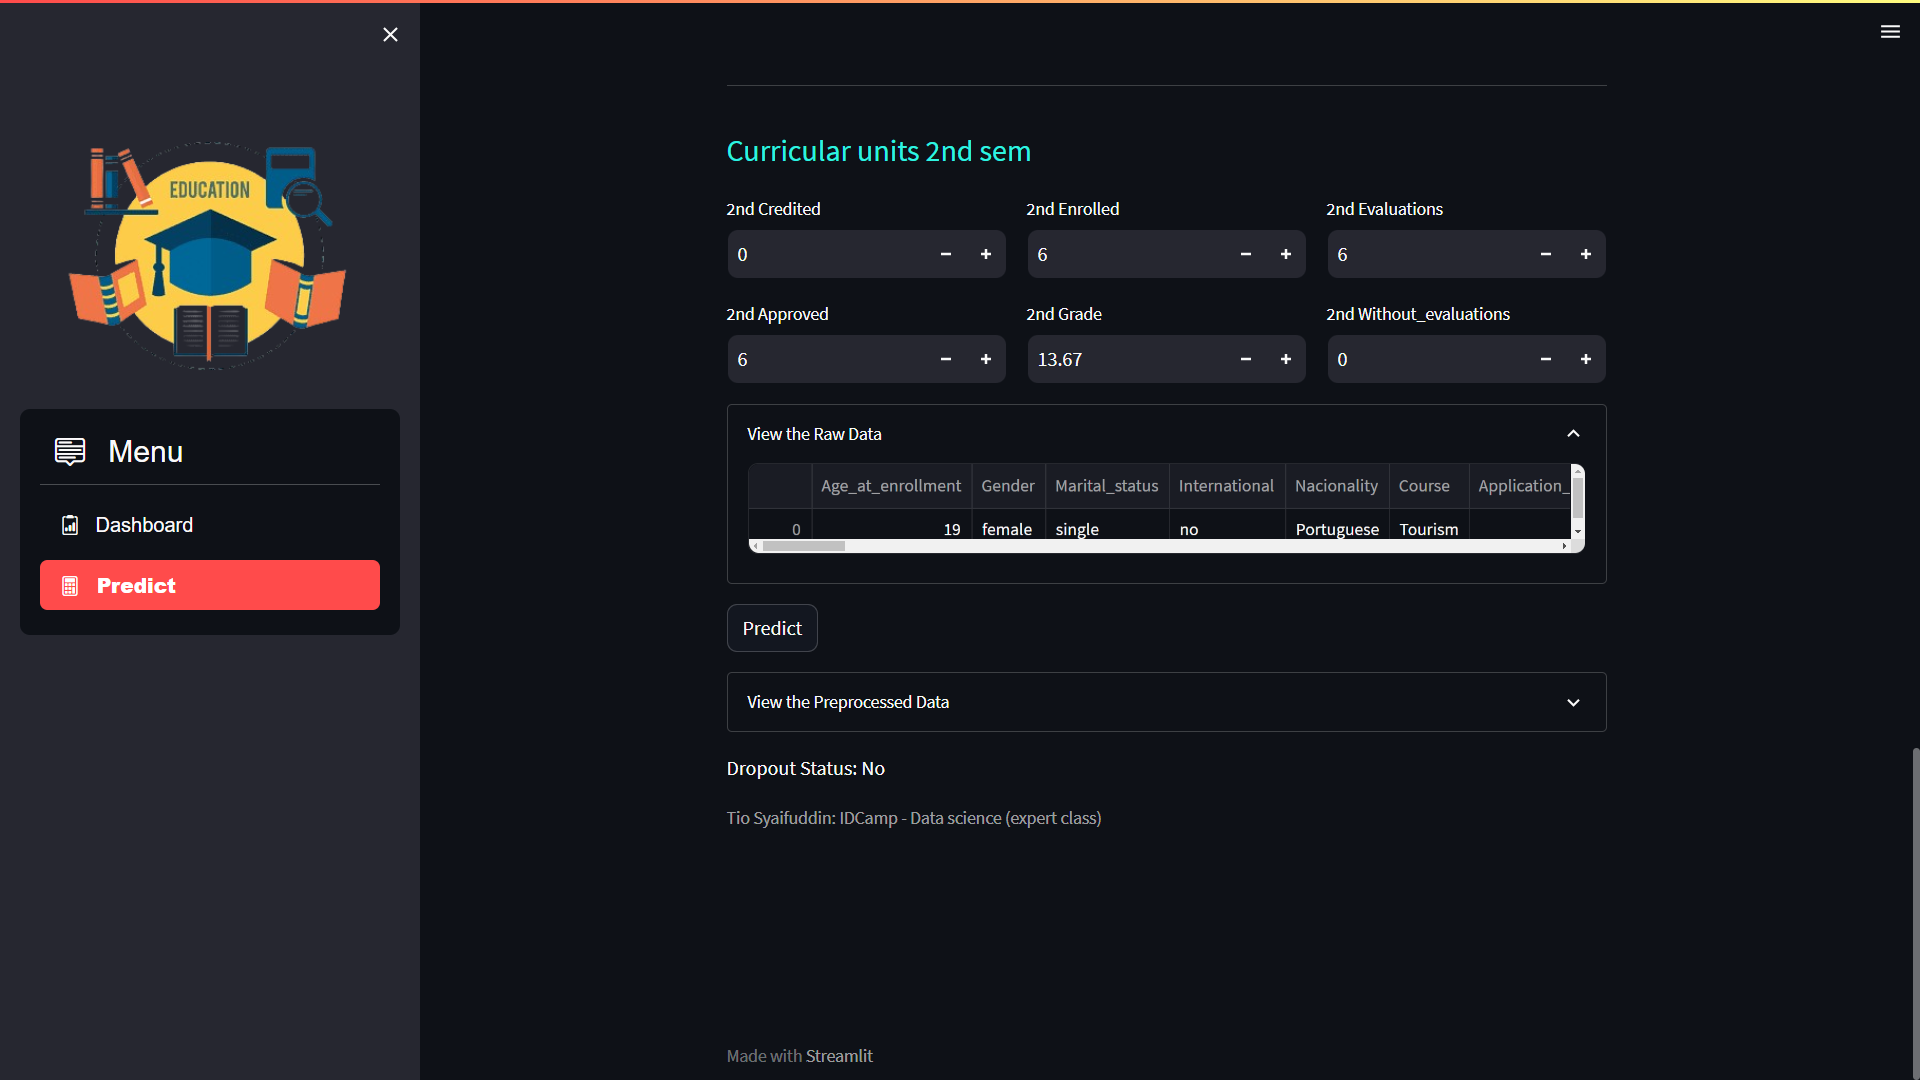 EDUCATION
Menu
Dashboard
Predict
Curricular units 2nd sem
2nd Credited 2nd Enrolled 2nd Evaluations
0 6 6
2nd Approved 2nd Grade 2nd Without_evaluations
6 13.67 0
View the Raw Data
Age_at_enrollment Gender Marital_status International Nacionality Course Application_
0 19 female single no Portuguese Tourism
Predict
View the Preprocessed Data
Dropout Status: No
Tio Syaifuddin: IDCamp - Data science (expert class)
Made with Streamlit